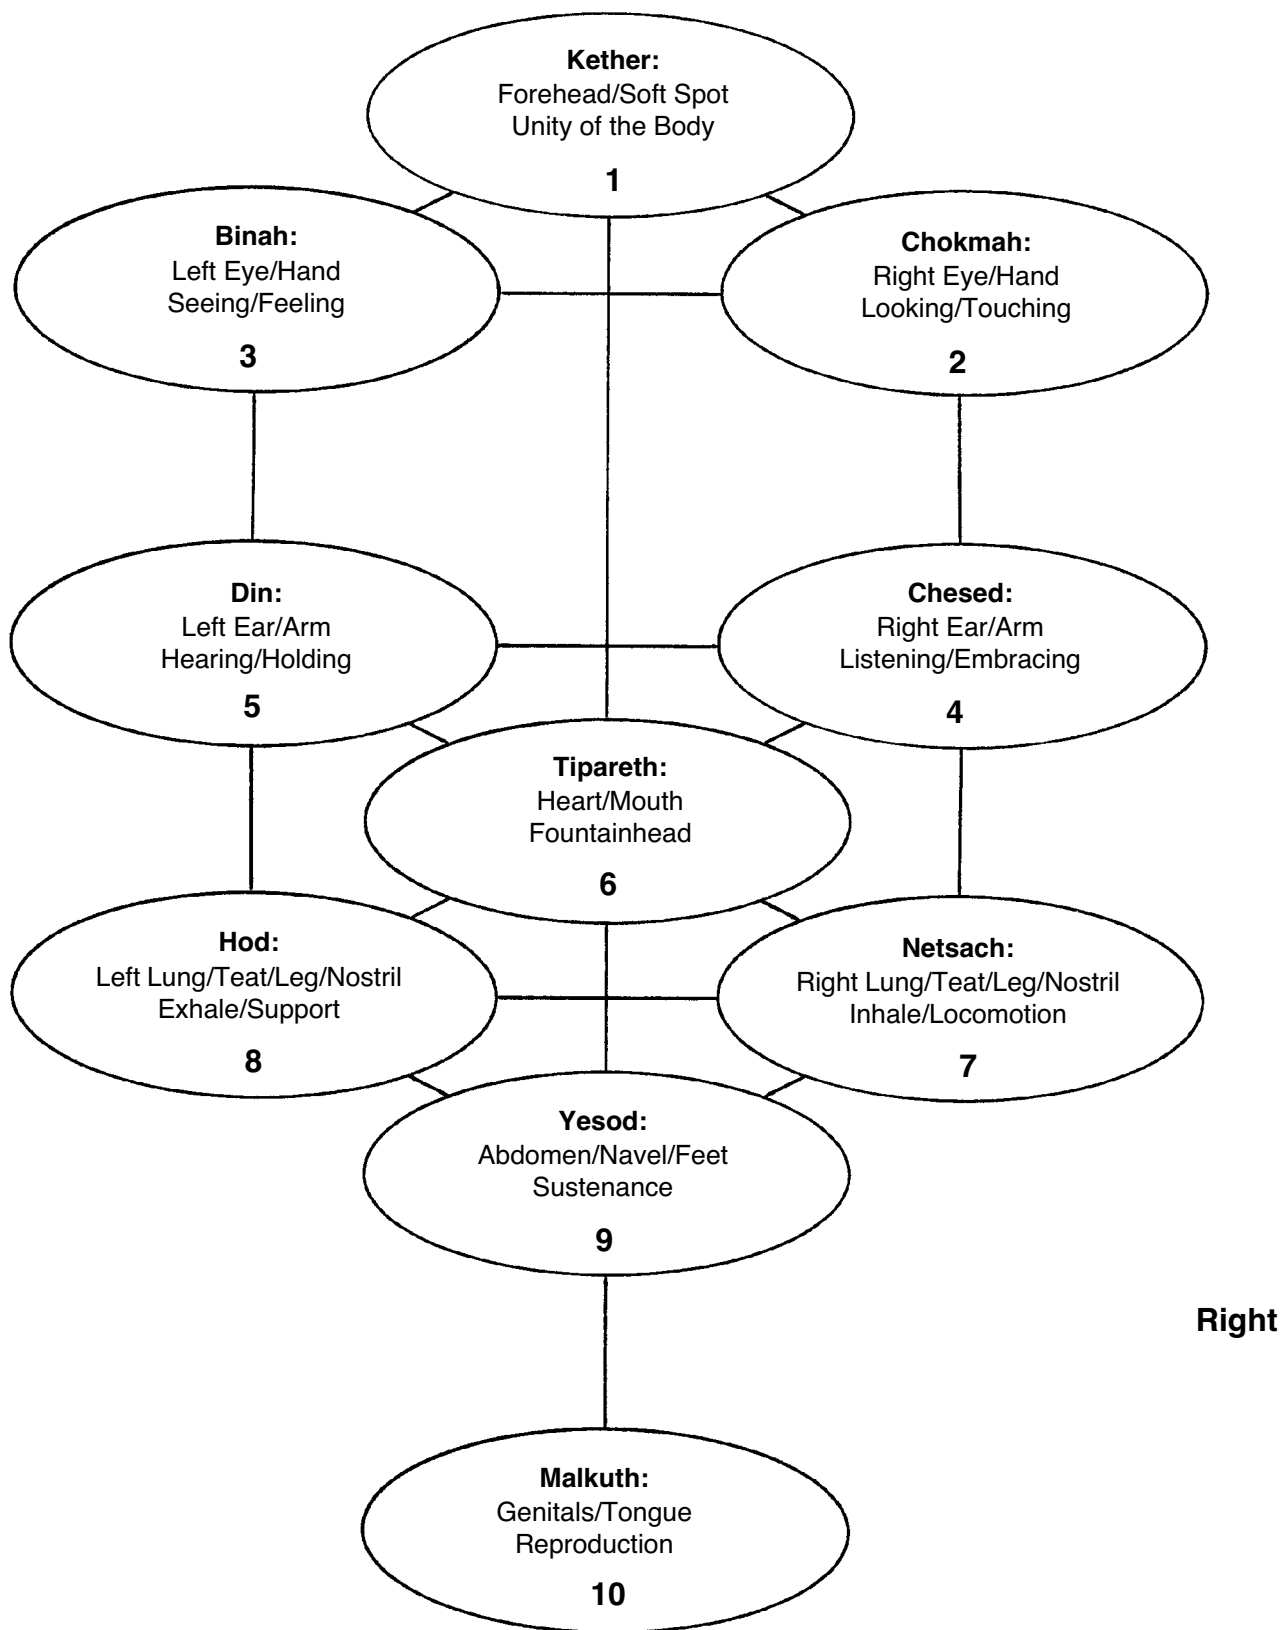 Kether:
Forehead/Soft Spot
Unity of the Body
1
Binah:
Left Eye/Hand
Seeing/Feeling
3
Chokmah:
Right Eye/Hand
Looking/Touching
2
Din:
Left Ear/Arm
Hearing/Holding
5
Chesed:
Right Ear/Arm
Listening/Embracing
4
Tipareth:
Heart/Mouth
Fountainhead
6
Hod:
Left Lung/Teat/Leg/Nostril
Exhale/Support
8
Netsach:
Right Lung/Teat/Leg/Nostril
Inhale/Locomotion
7
Yesod:
Abdomen/Navel/Feet
Sustenance
9
Right
Malkuth:
Genitals/Tongue
Reproduction
10